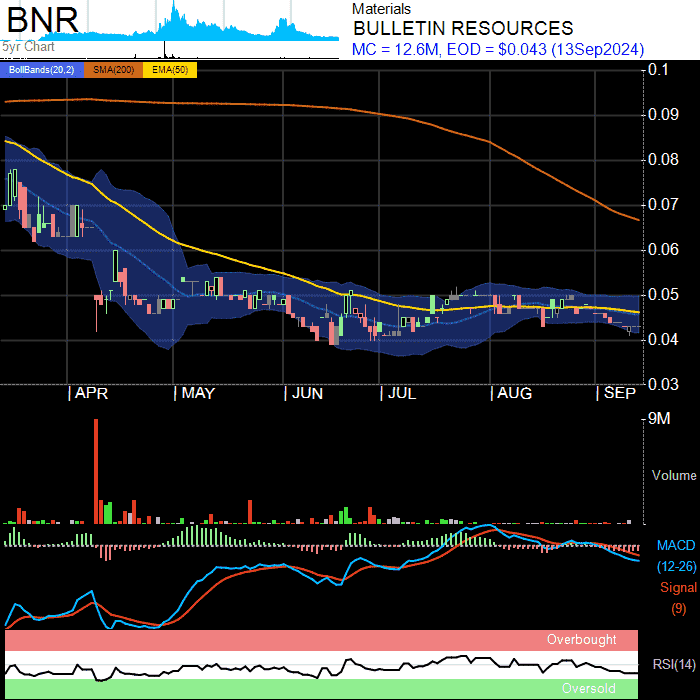 BNR
5yr Chart
Materials
BULLETIN RESOURCES
MC = 12.6M, EOD = $0.043 (13Sep2024)
BollBands(20,2) SMA(200) EMA(50)
0.1
0.09
0.08
0.07
0.06
0.05
0.04
0.03
APR MAY JUN JUL AUG SEP
9M
Volume
MACD
(12-26)
Signal
(9)
Overbought
RSI(14)
Oversold